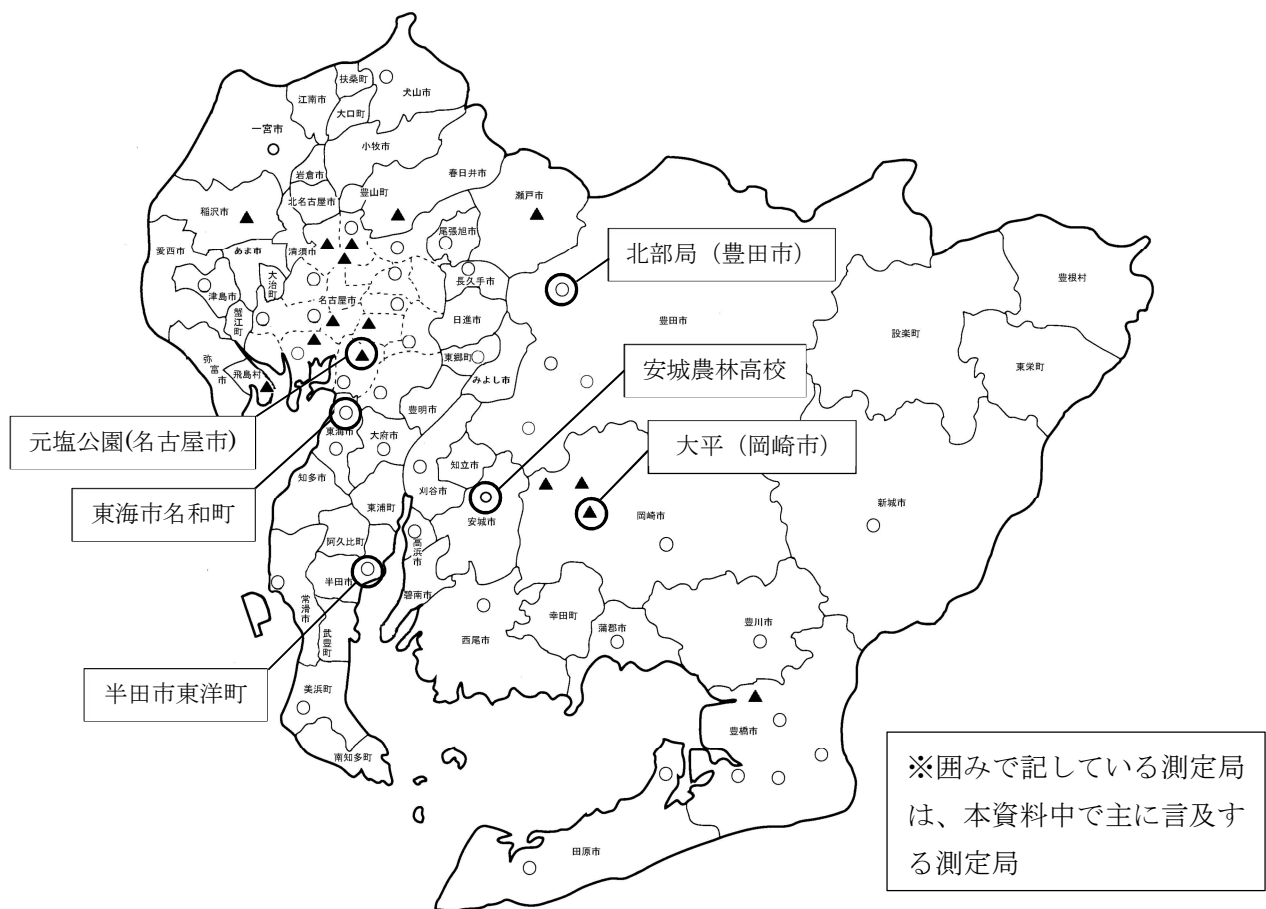 扶桑町
犬山市
江南市
大口町
一宮市
小牧市
岩倉市
春日井市
豊山町
瀬戸市
稲沢市
北名古屋市
尾張旭市
愛西市
あま市
清須市
大治町
長久手市
津島市
名古屋市
蟹江町
日進市
弥富市
飛島村
東郷町
みよし市
豊明市
豊田市
設楽町
豊根村
東栄町
東海市
大府市
知多市
知立市
刈谷市
東浦町
安城市
岡崎市
新城市
阿久比町
高浜市
半田市
碧南市
常滑市
武豊町
西尾市
幸田町
蒲郡市
豊川市
美浜町
南知多町
豊橋市
田原市
北部局（豊田市）
安城農林高校
大平（岡崎市）
元塩公園(名古屋市)
東海市名和町
半田市東洋町
※囲みで記している測定局
は、本資料中で主に言及す
る測定局